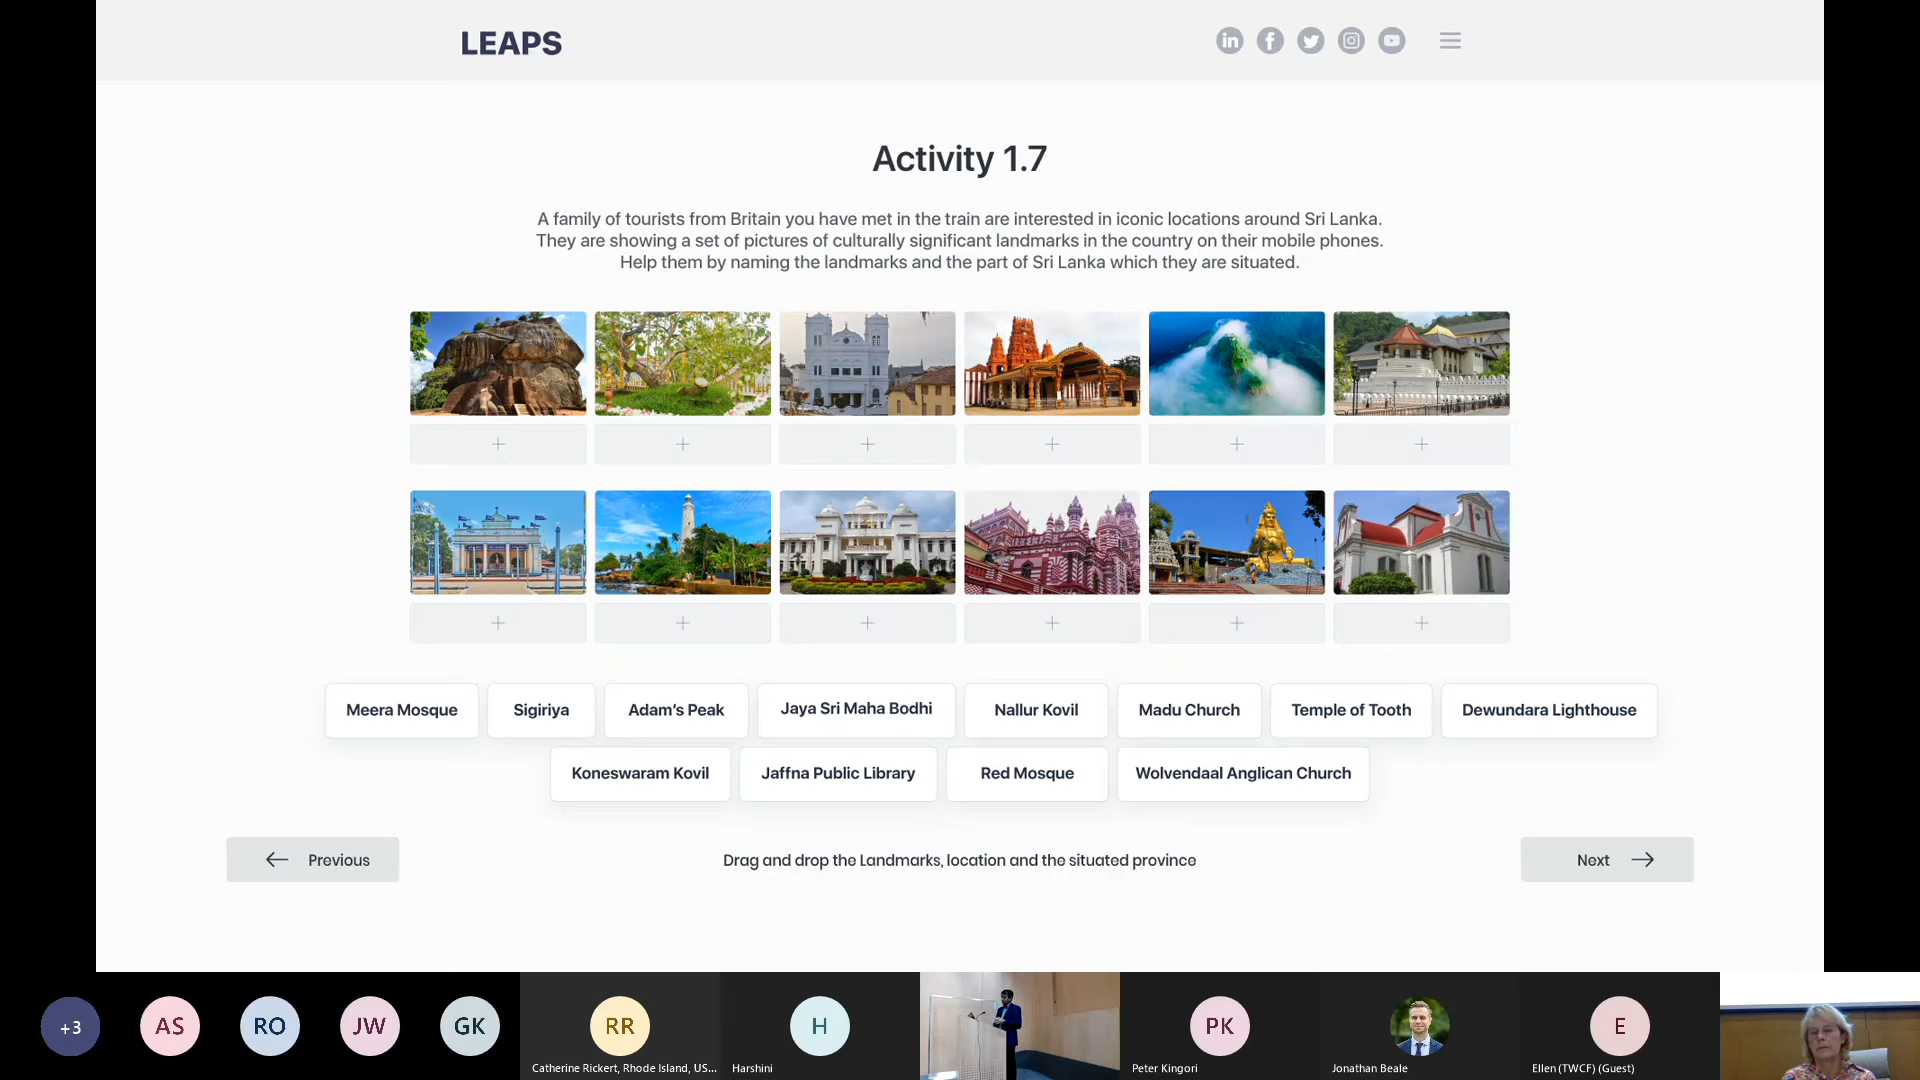 LEAPS
Activity 1.7
A family of tourists from Britain you have met in the train are interested in iconic locations around Sri Lanka.
They are showing a set of pictures of culturally significant landmarks in the country on their mobile phones.
Help them by naming the landmarks and the part of Sri Lanka which they are situated.
Meera Mosque
Sigiriya
Adam's Peak
Jaya Sri Maha Bodhi
Nallur Kovil
Madu Church
Temple of Tooth
Dewundara Lighthouse
Koneswaram Kovil
Jaffna Public Library
Red Mosque
Wolvendaal Anglican Church
Previous
Drag and drop the Landmarks, location and the situated province
Next
+3
AS
RO
JW
GK
RR
H
PK
E
Catherine Rickert, Rhode Island, US...
Harshini
Peter Kingori
Jonathan Beale
Ellen (TWCF) (Guest)